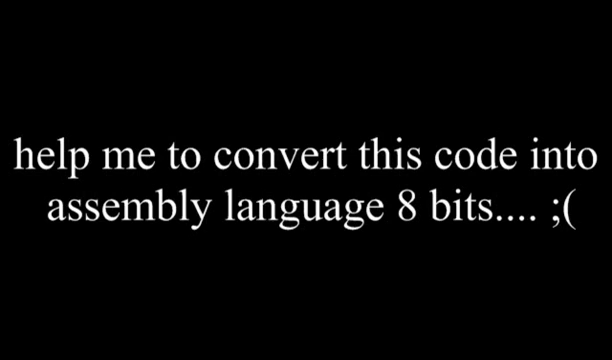 help me to convert this code into
assembly language 8 bits.... ;(